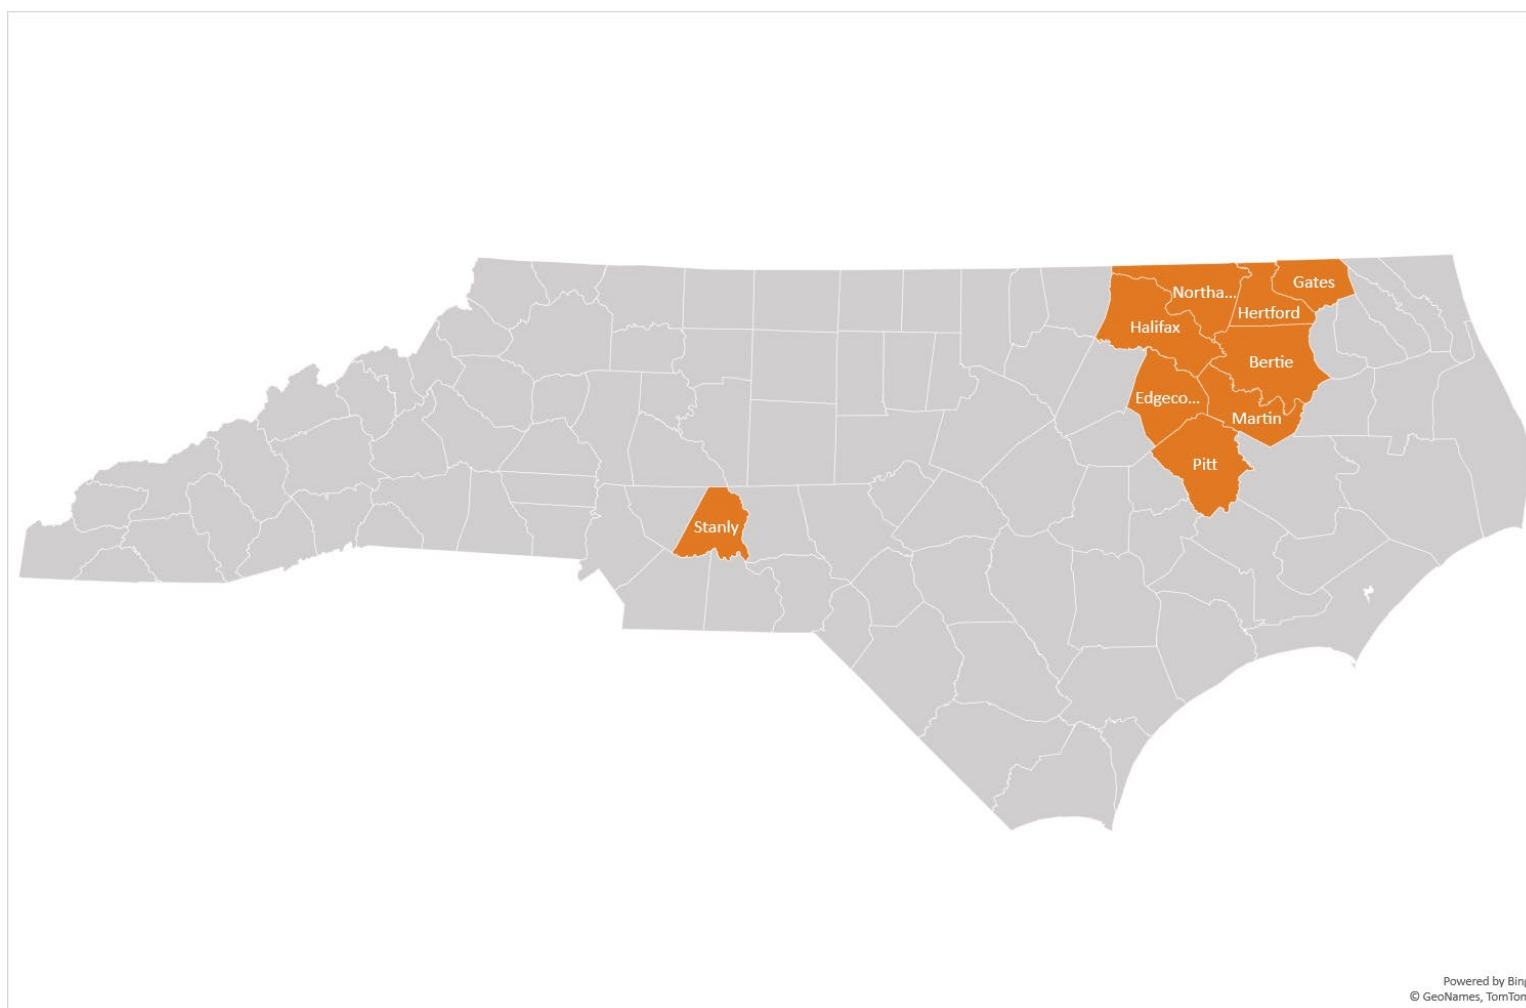 Gates
Northa...
Hertford
Halifax
Bertie
Edgeco...
Martin
Pitt
Stanly
Powered by Bing
© GeoNames, TomTom